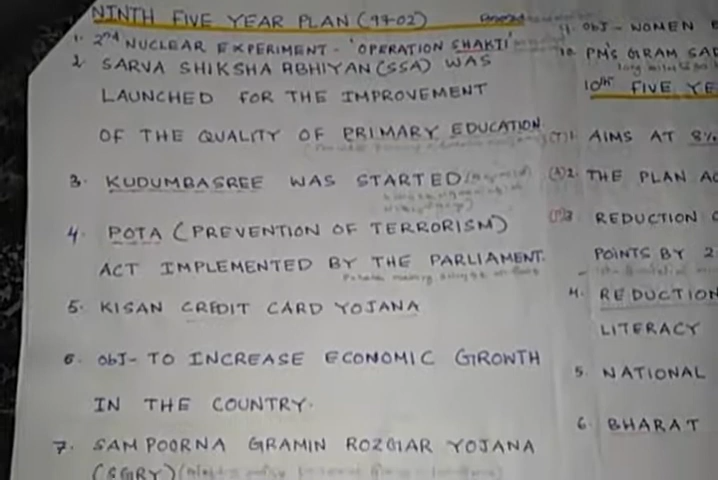 NINTH FIVE YEAR PLAN (97-02)
1. 2nd NUCLEAR EXPERIMENT - 'OPERATION SHAKTI'
2. SARVA SHIKSHA ABHIYAN (SSA) WAS
LAUNCHED FOR THE IMPROVEMENT
OF THE QUALITY OF PRIMARY EDUCATION
3. KUDUMBASREE WAS STARTED
4. POTA (PREVENTION OF TERRORISM)
ACT IMPLEMENTED BY THE PARLIAMENT.
5. KISAN CREDIT CARD YOJANA
6. Obj- TO INCREASE ECONOMIC GROWTH
IN THE COUNTRY.
7. SAMPOORNA GRAMIN ROZGAR YOJANA
(SGRY)
9. Obj- WOMEN
10. PM'S GRAM
10th FIVE
1. AIMS AT 8%
2. THE PLAN
3. REDUCTION
POINTS BY 2
4. REDUCTION
LITERACY
5. NATIONAL
6. BHARAT